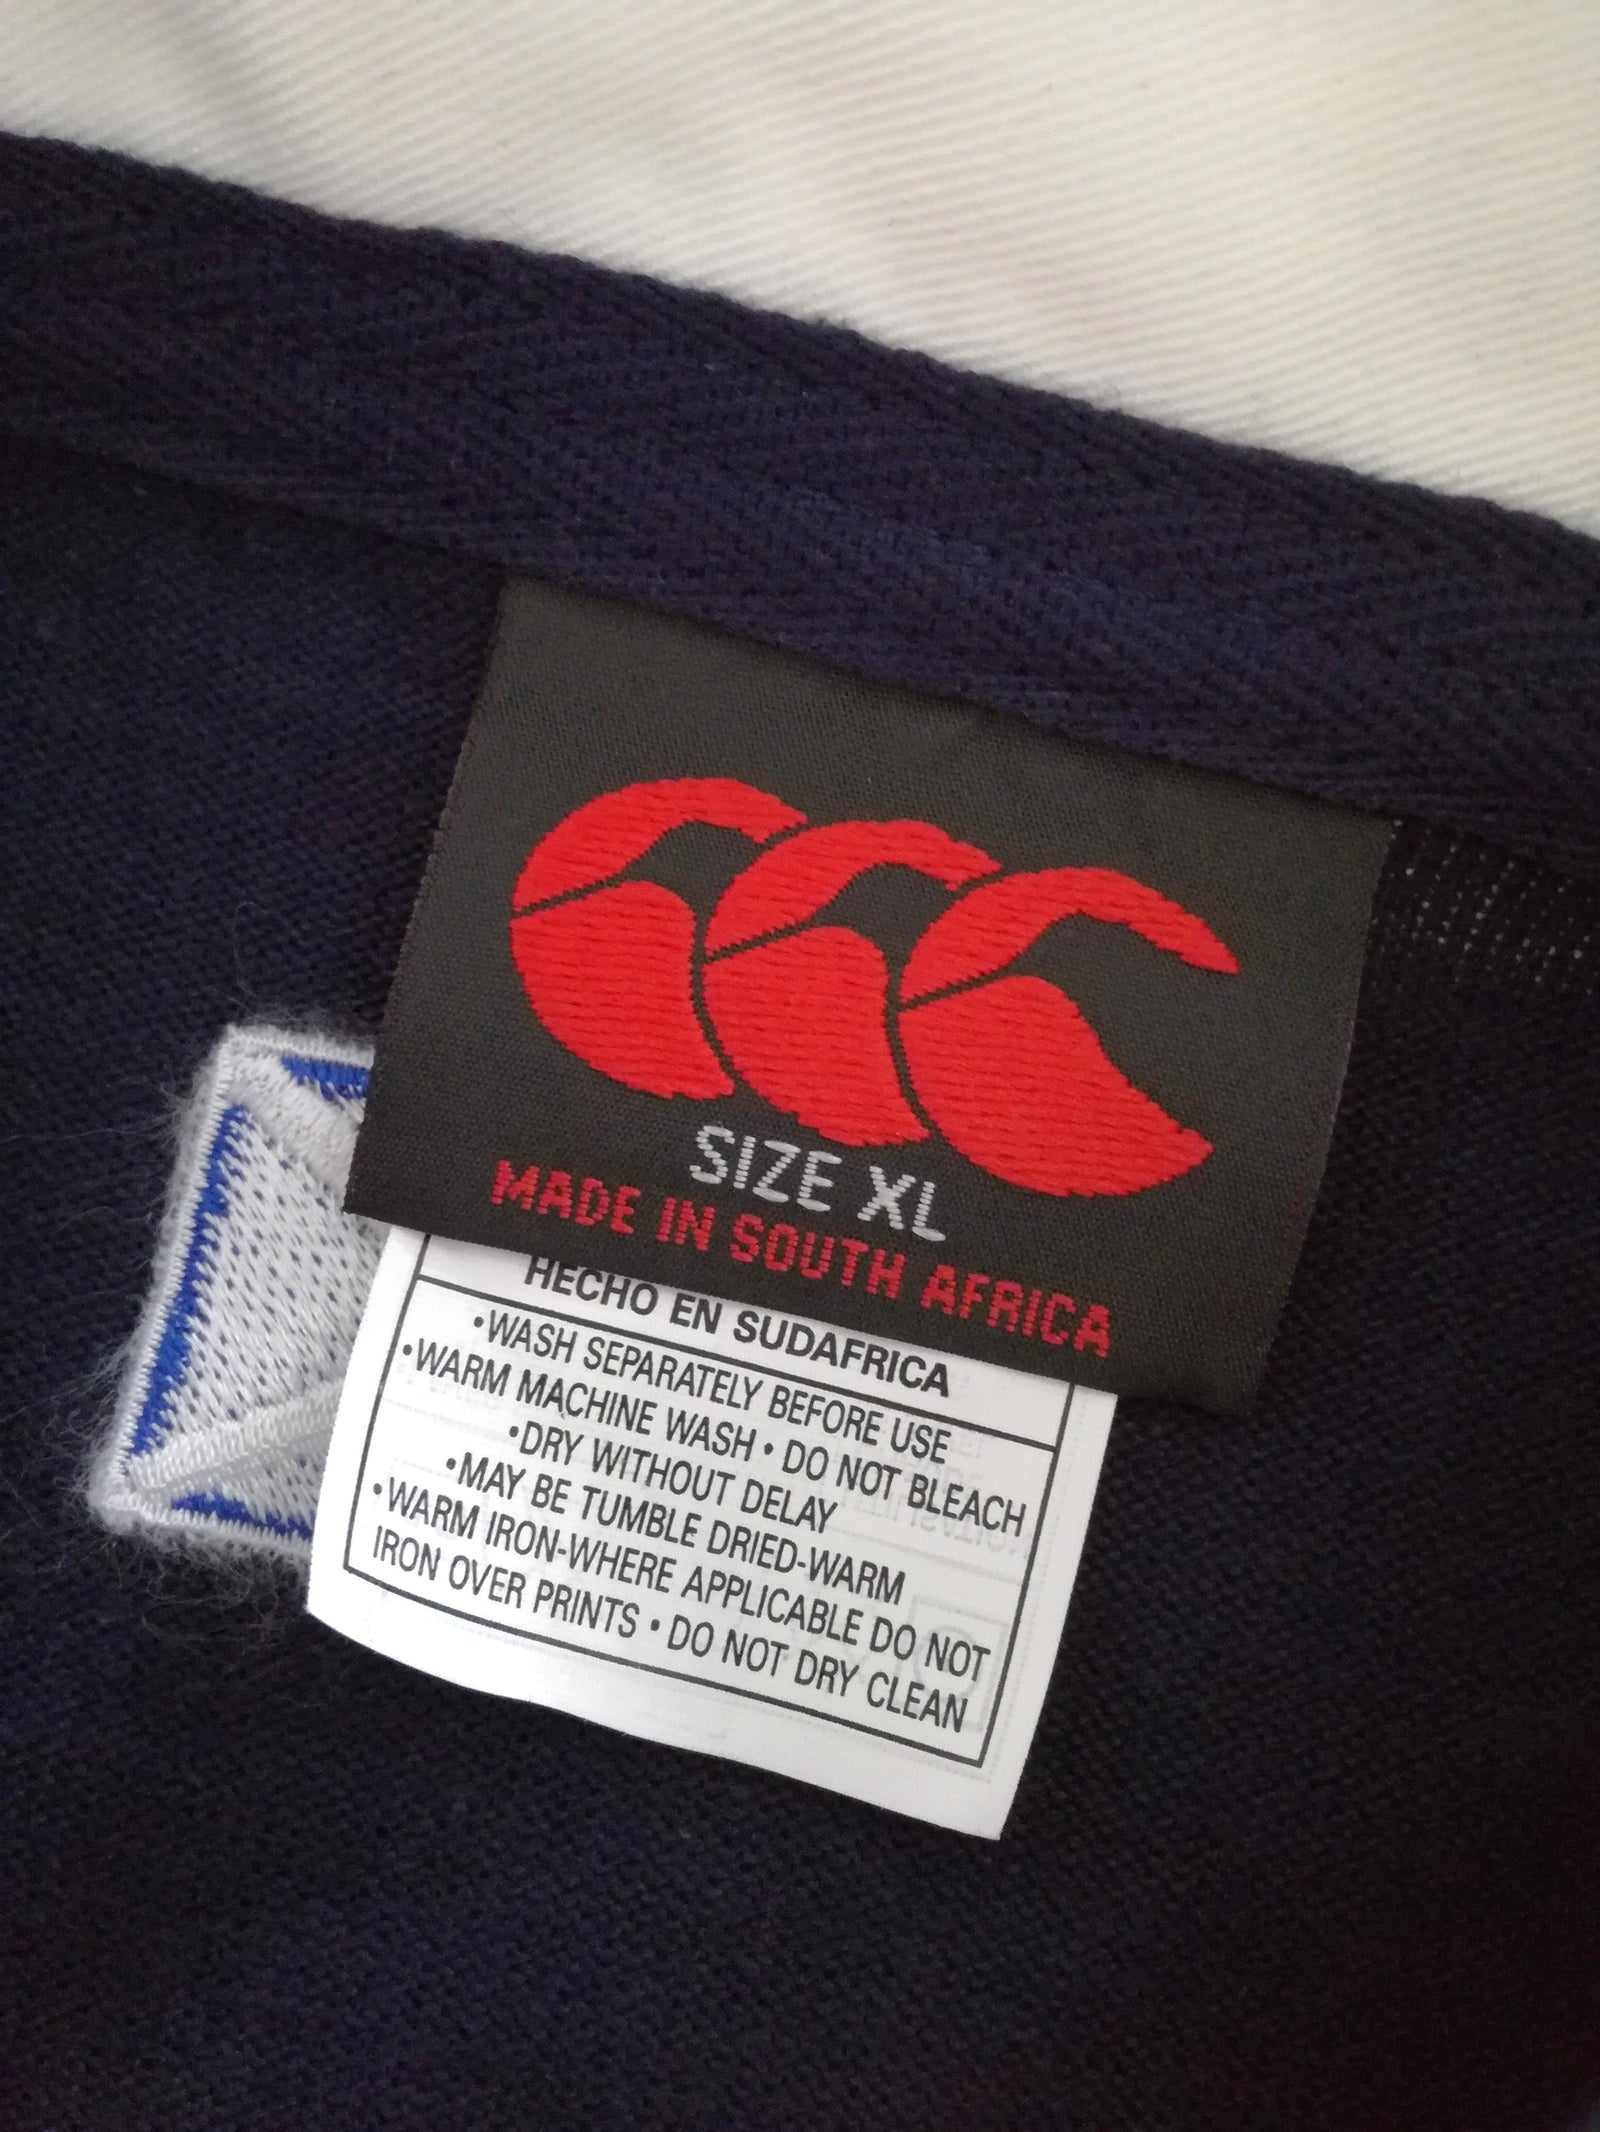 SIZE XL
MADE IN SOUTH AFRICA
HECHO EN SUDAFRICA
•WASH SEPARATELY BEFORE USE
•WARM MACHINE WASH • DO NOT BLEACH
•DRY WITHOUT DELAY
•MAY BE TUMBLE DRIED-WARM
•WARM IRON-WHERE APPLICABLE DO NOT
IRON OVER PRINTS • DO NOT DRY CLEAN